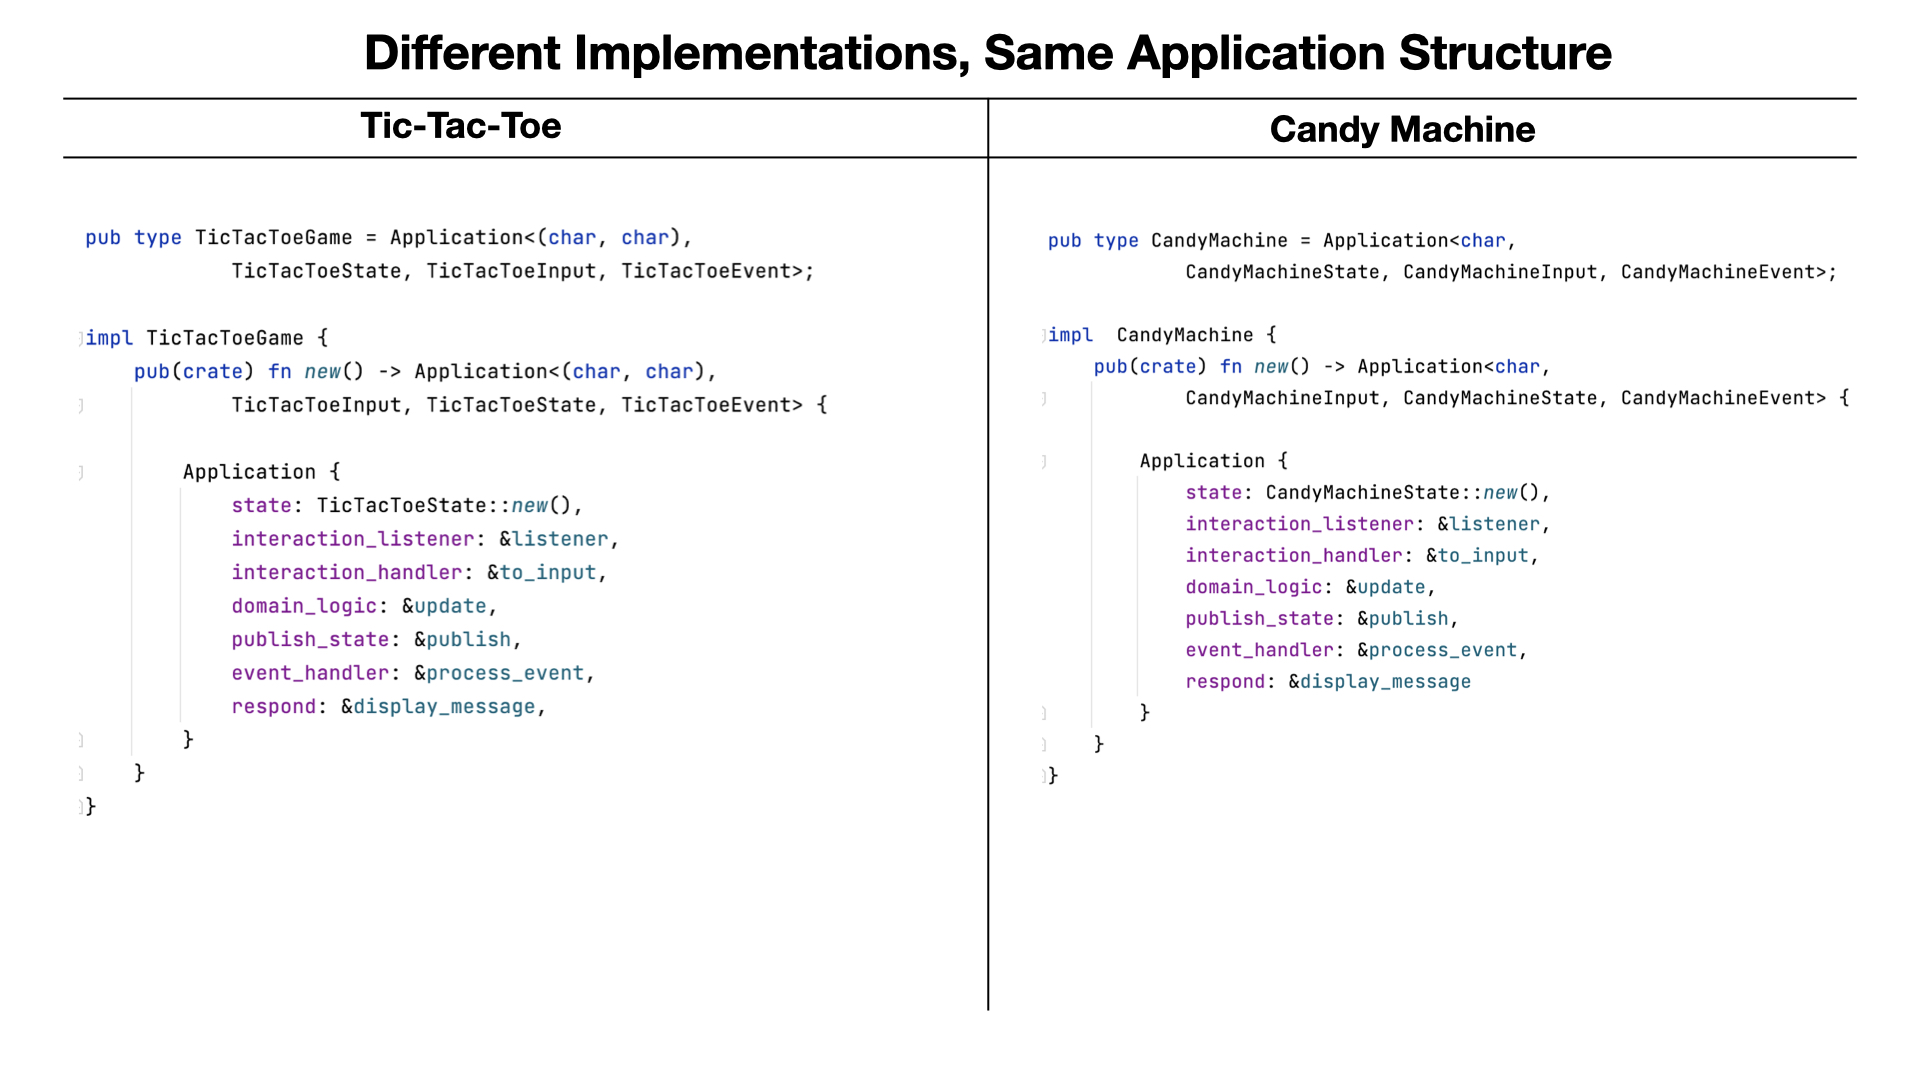 Different Implementations, Same Application Structure
Tic-Tac-Toe
pub type TicTacToeGame = Application<(char, char),
TicTacToeState, TicTacToeInput, TicTacToeEvent>;
impl TicTacToeGame {
pub(crate) fn new() -> Application<(char, char),
TicTacToeInput, TicTacToeState, TicTacToeEvent> {
Application {
state: TicTacToeState::new(),
interaction_listener: &listener,
interaction_handler: &to_input,
domain_logic: &update,
publish_state: &publish,
event_handler: &process_event,
respond: &display_message,
}
}
}
Candy Machine
pub type CandyMachine = Application<char,
CandyMachineState, CandyMachineInput, CandyMachineEvent>;
impl  CandyMachine {
pub(crate) fn new() -> Application<char,
CandyMachineInput, CandyMachineState, CandyMachineEvent> {
Application {
state: CandyMachineState::new(),
interaction_listener: &listener,
interaction_handler: &to_input,
domain_logic: &update,
publish_state: &publish,
event_handler: &process_event,
respond: &display_message
}
}
}